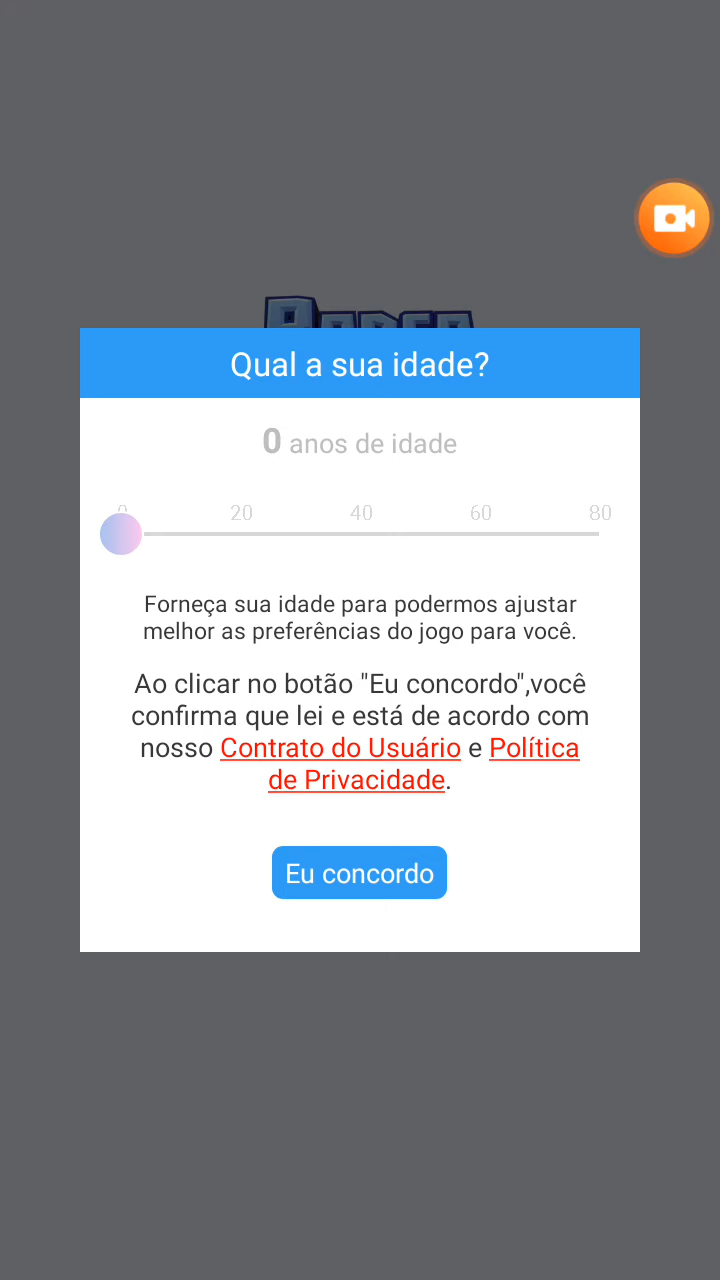 Qual a sua idade?
0 anos de idade
0 20 40 60 80
Forneça sua idade para podermos ajustar
melhor as preferências do jogo para você.
Ao clicar no botão "Eu concordo",você
confirma que lei e está de acordo com
nosso Contrato do Usuário e Política
de Privacidade.
Eu concordo